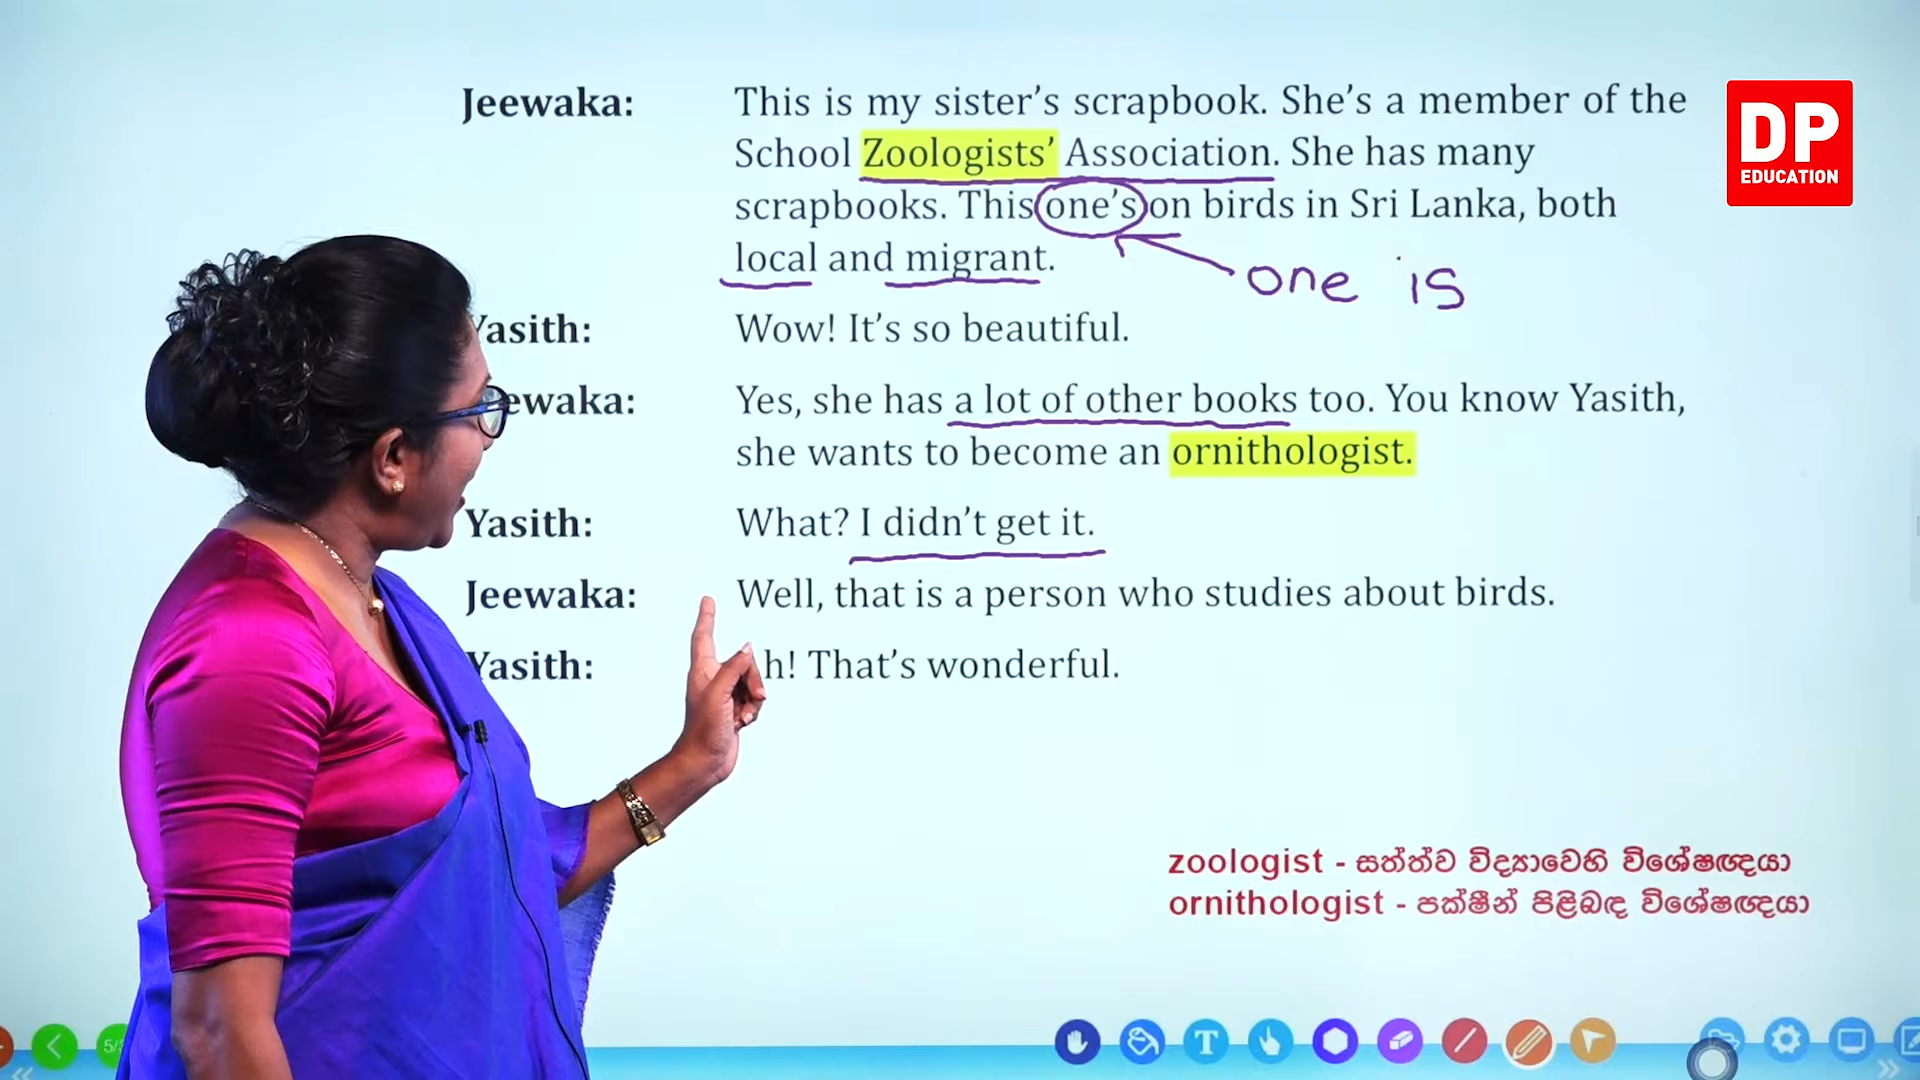 Jeewaka: This is my sister's scrapbook. She's a member of the
School Zoologists' Association. She has many
scrapbooks. This one's on birds in Sri Lanka, both
local and migrant.
one is
Yasith: Wow! It's so beautiful.
ewaka: Yes, she has a lot of other books too. You know Yasith,
she wants to become an ornithologist.
Yasith: What? I didn't get it.
Jeewaka: Well, that is a person who studies about birds.
Yasith: h! That's wonderful.
zoologist - සත්ත්ව විද්‍යාවෙහි විශේෂඥයා
ornithologist - පක්ෂීන් පිළිබඳ විශේෂඥයා
DP
EDUCATION
T